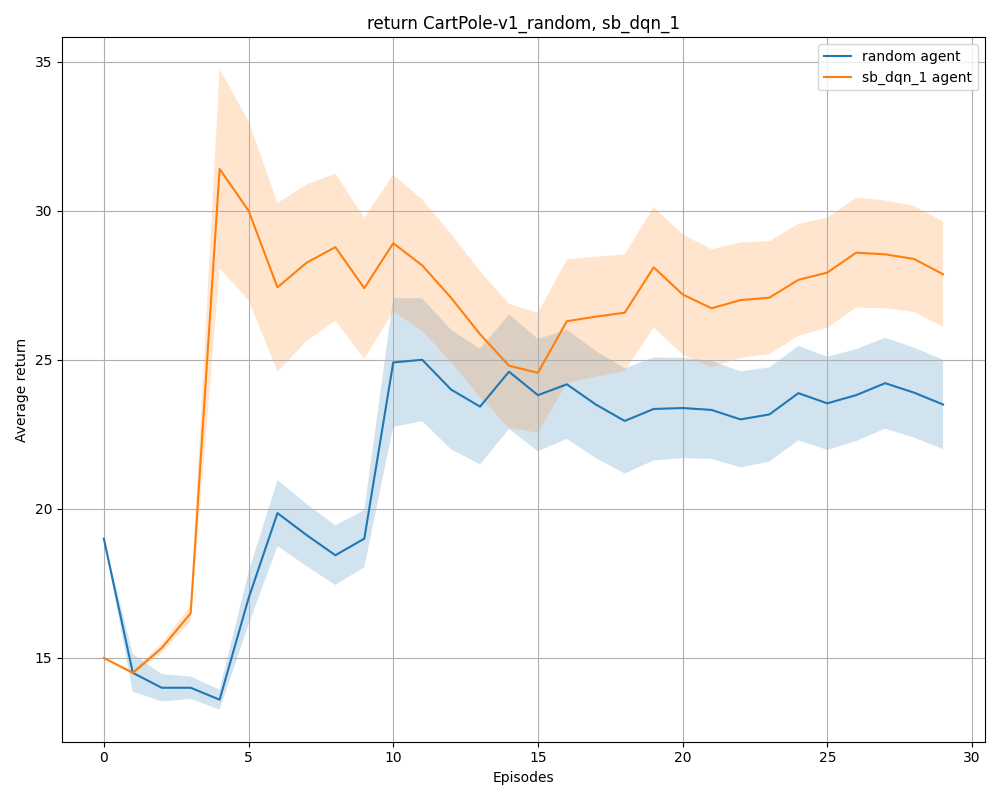 return CartPole-v1_random, sb_dqn_1
random agent
sb_dqn_1 agent
Average return
35
30
25
20
15
0 5 10 15 20 25 30
Episodes